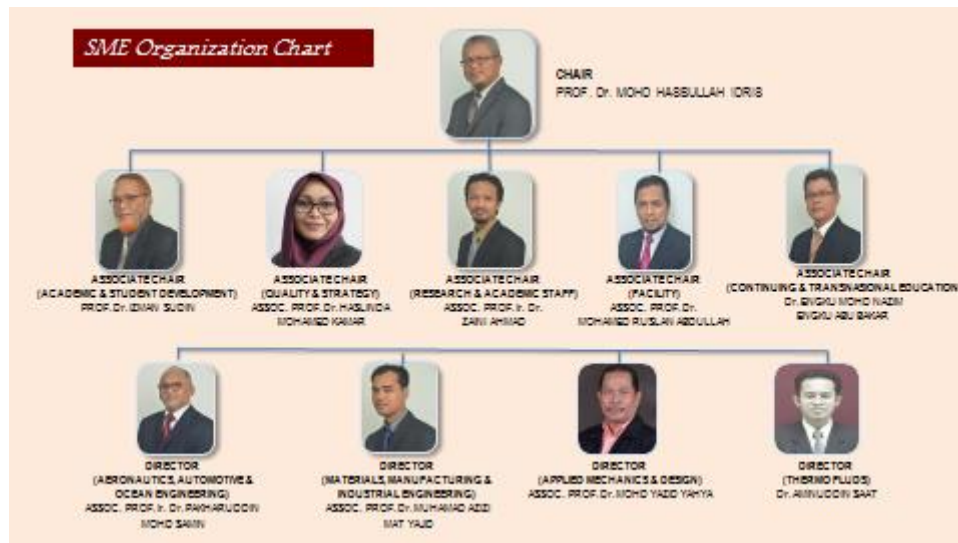 SME Organization Chart
CHAIR
PROF. Dr. MOHD HASBULLAH IDRIS
ASSOCIATE CHAIR
(ACADEMIC & STUDENT DEVELOPMENT)
PROF. Dr. IZMAN SUDIN
ASSOCIATE CHAIR
(QUALITY & STRATEGY)
ASSOC. PROF. Dr. HASLINDA
MOHAMED KAMAR
ASSOCIATE CHAIR
(RESEARCH & ACADEMIC STAFF)
ASSOC. PROF. Ir. Dr.
ZAINI AHMAD
ASSOCIATE CHAIR
(FACILITY)
ASSOC. PROF. Dr.
MOHAMED RUSLAN ABDULLAH
ASSOCIATE CHAIR
(CONTINUING & TRANSNASIONAL EDUCATION
Dr. ENGKU MOHD NAZIM
ENGKU ABU BAKAR
DIRECTOR
(AERONAUTICS, AUTOMOTIVE &
OCEAN ENGINEERING)
ASSOC. PROF. Ir. Dr. PAKHARUDDIN
MOHD SAMIN
DIRECTOR
(MATERIALS, MANUFACTURING &
INDUSTRIAL ENGINEERING)
ASSOC. PROF. Dr. MUHAMAD AZIZI
MAT YAJID
DIRECTOR
(APPLIED MECHANICS & DESIGN)
ASSOC. PROF. Dr. MOHD YAZID YAHYA
DIRECTOR
(THERMO FLUIDS)
Dr. AMINUDDIN SAAT